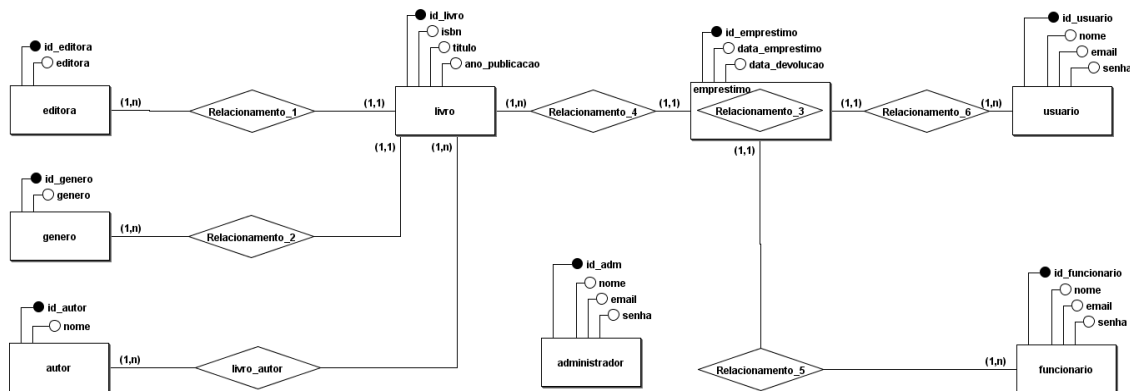 id_editora
editora
editora
(1,n)
Relacionamento_1
(1,1)
id_livro
isbn
titulo
ano_publicacao
livro
(1,n)
Relacionamento_4
(1,1)
id_emprestimo
data_emprestimo
data_devolucao
emprestimo
Relacionamento_3
(1,1)
Relacionamento_6
(1,n)
id_usuario
nome
email
senha
usuario
(1,1)
(1,n)
(1,1)
id_genero
genero
genero
(1,n)
Relacionamento_2
id_autor
nome
autor
(1,n)
livro_autor
id_adm
nome
email
senha
administrador
Relacionamento_5
(1,n)
id_funcionario
nome
email
senha
funcionario